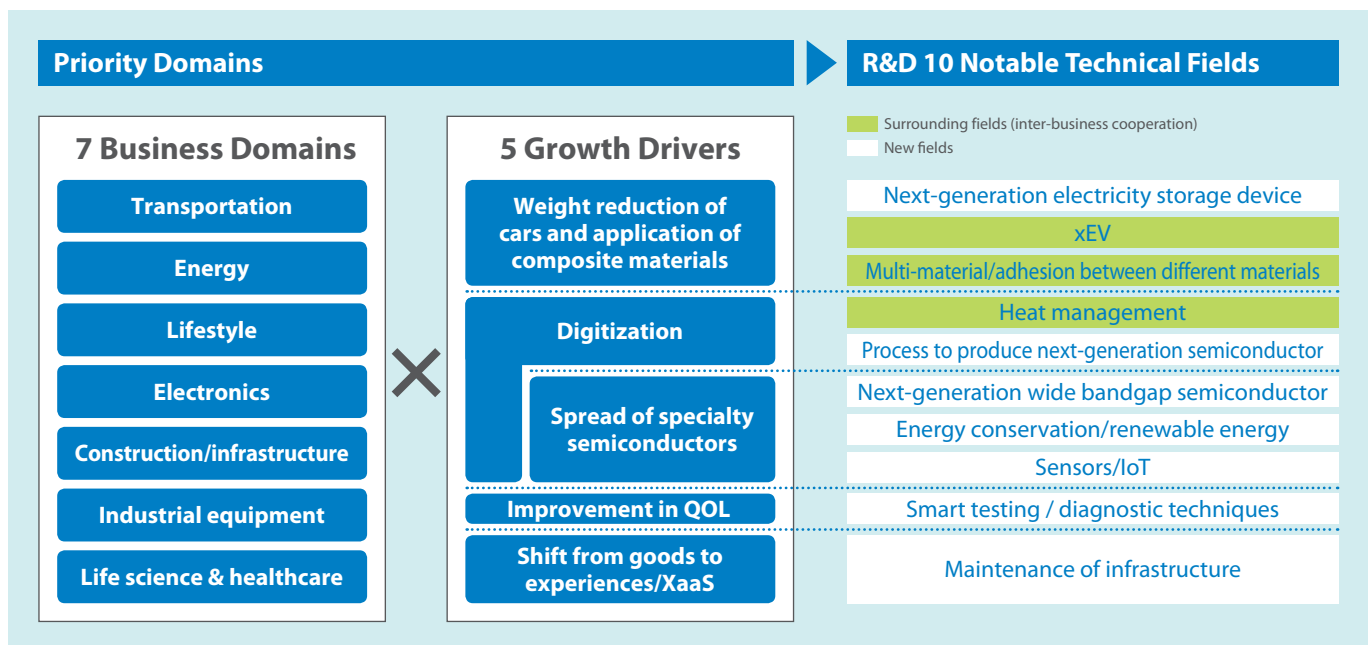 Priority Domains
R&D 10 Notable Technical Fields
7 Business Domains
Transportation
Energy
Lifestyle
Electronics
Construction/infrastructure
Industrial equipment
Life science & healthcare
×
5 Growth Drivers
Weight reduction of
cars and application of
composite materials
Digitization
Spread of specialty
semiconductors
Improvement in QOL
Shift from goods to
experiences/XaaS
Surrounding fields (inter-business cooperation)
New fields
Next-generation electricity storage device
xEV
Multi-material/adhesion between different materials
Heat management
Process to produce next-generation semiconductor
Next-generation wide bandgap semiconductor
Energy conservation/renewable energy
Sensors/IoT
Smart testing / diagnostic techniques
Maintenance of infrastructure